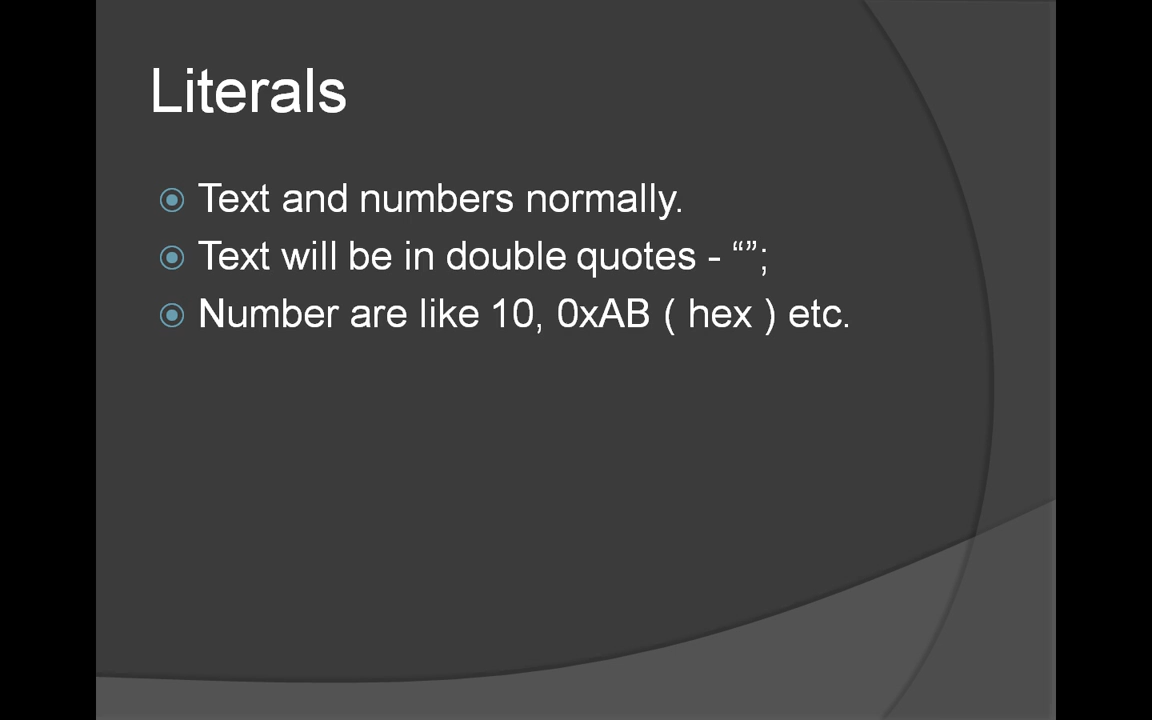 Literals
Text and numbers normally.
Text will be in double quotes - “”;
Number are like 10, 0xAB ( hex ) etc.